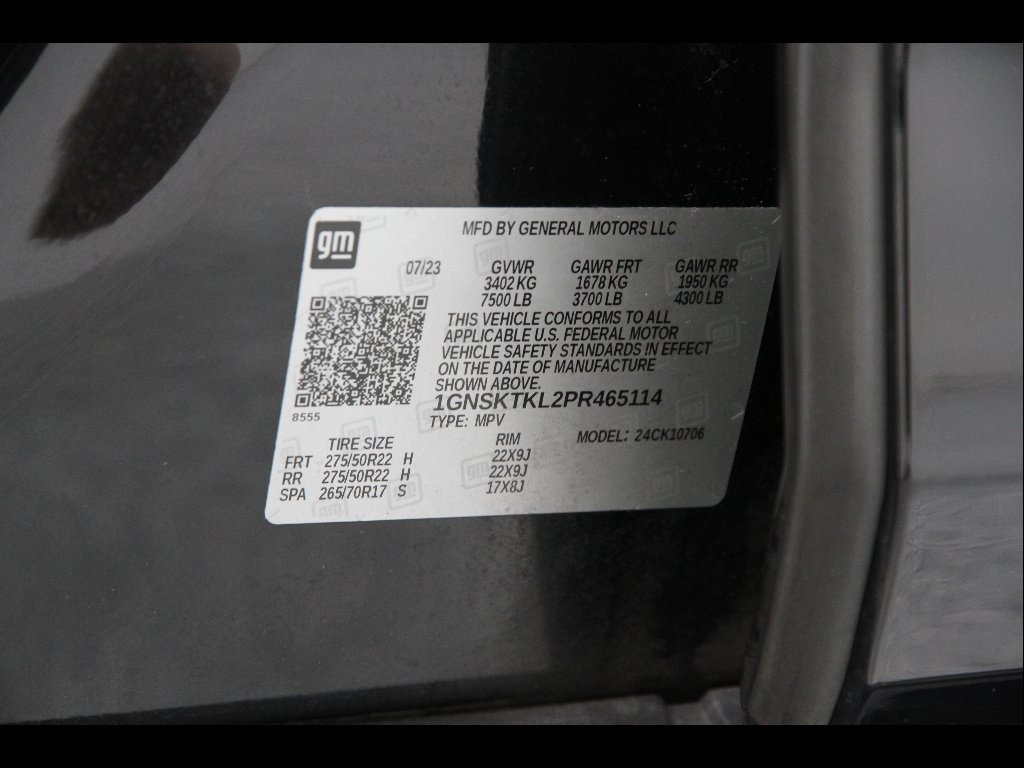 gm
MFD BY GENERAL MOTORS LLC
07/23 GVWR GAWR FRT GAWR RR
3402 KG 1678 KG 1950 KG
7500 LB 3700 LB 4300 LB
THIS VEHICLE CONFORMS TO ALL
APPLICABLE U.S. FEDERAL MOTOR
VEHICLE SAFETY STANDARDS IN EFFECT
ON THE DATE OF MANUFACTURE
SHOWN ABOVE.
8555
1GNSKTKL2PR465114
TYPE: MPV
MODEL: 24CK10706
TIRE SIZE RIM
FRT 275/50R22 H 22X9J
RR 275/50R22 H 22X9J
SPA 265/70R17 S 17X8J